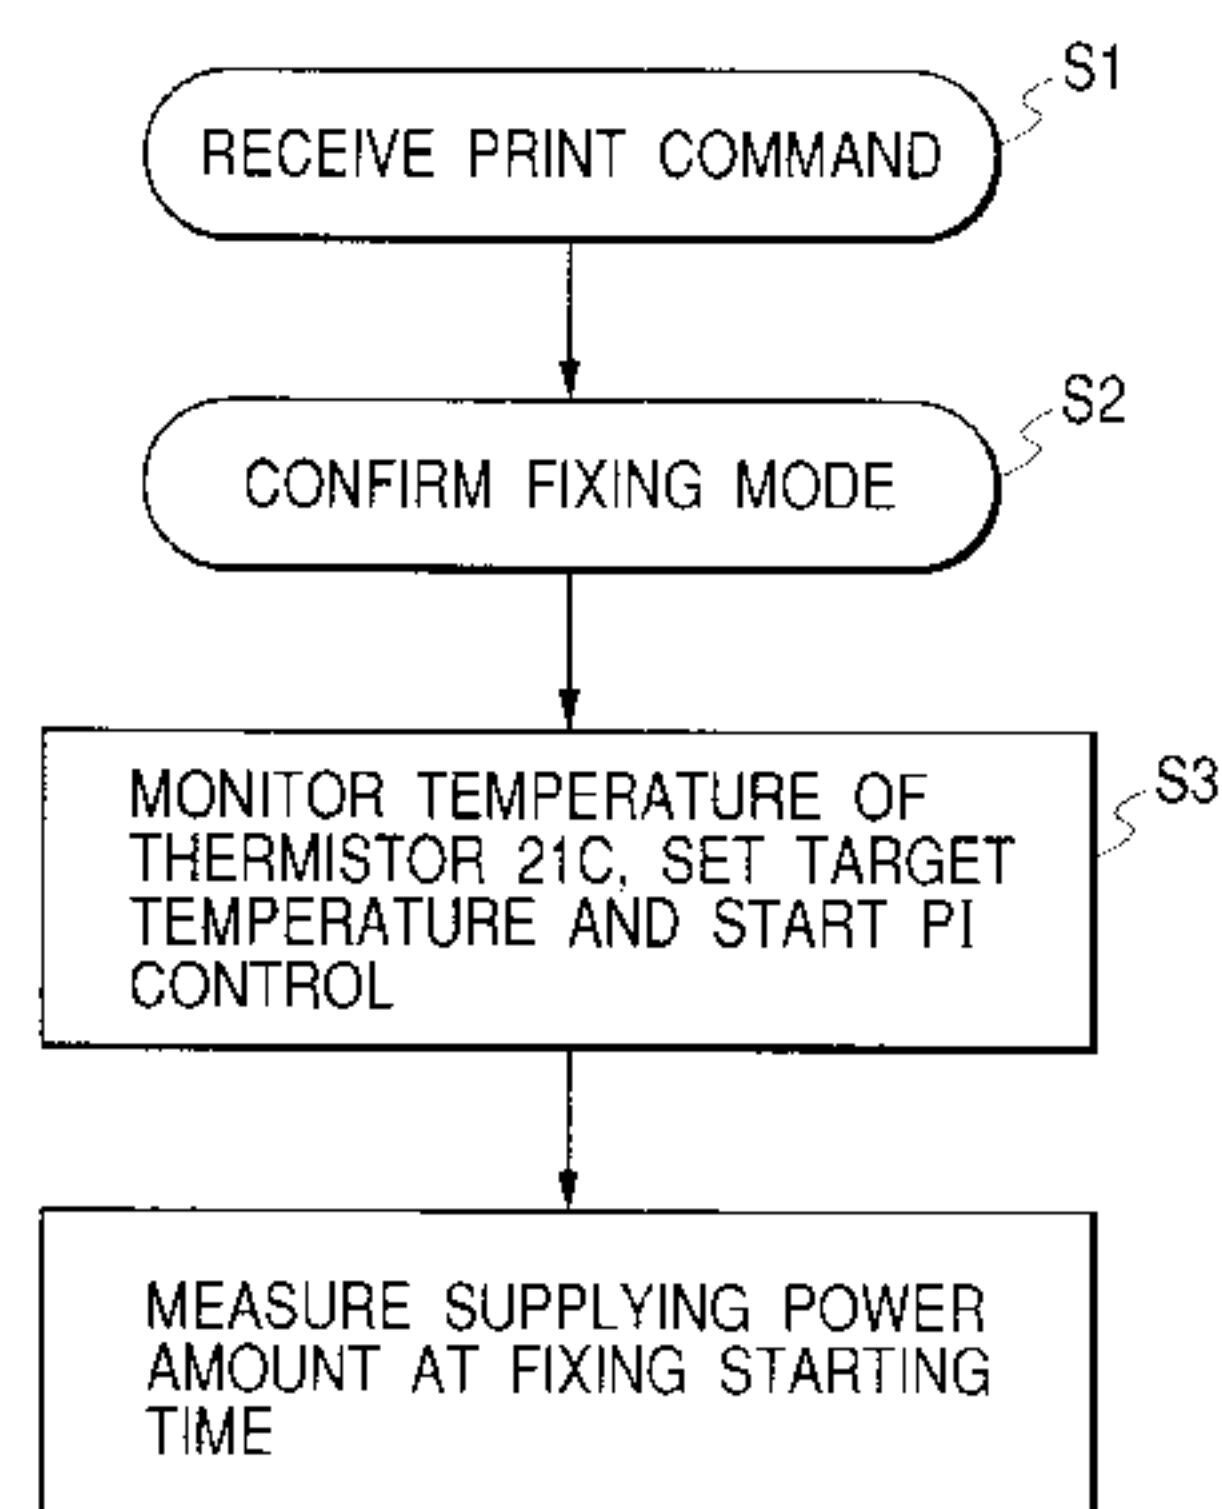 S1
RECEIVE PRINT COMMAND
S2
CONFIRM FIXING MODE
S3
MONITOR TEMPERATURE OF
THERMISTOR 21C, SET TARGET
TEMPERATURE AND START PI
CONTROL
MEASURE SUPPLYING POWER
AMOUNT AT FIXING STARTING
TIME